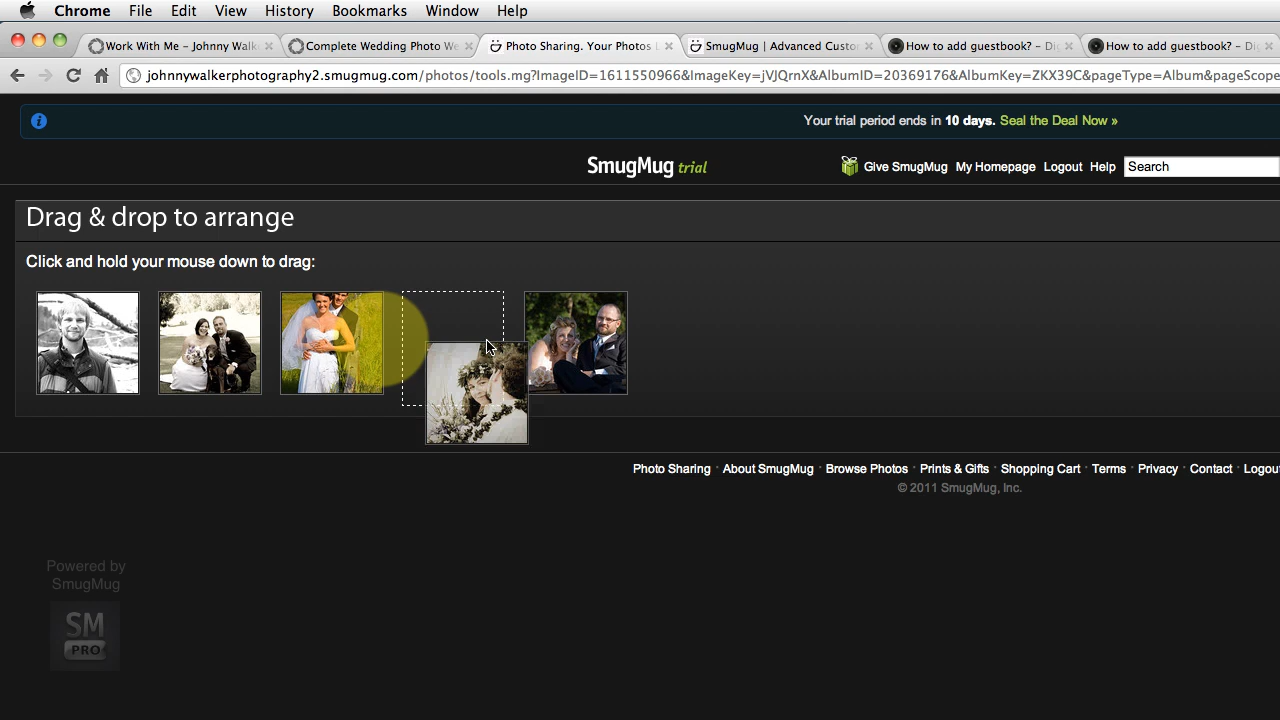 Chrome File Edit View History Bookmarks Window Help
Work With Me – Johnny Walk
Complete Wedding Photo We
Photo Sharing. Your Photos L
SmugMug | Advanced Custo
How to add guestbook? – Di
How to add guestbook? – Di
johnnywalkerphotography2.smugmug.com/photos/tools.mg?ImageID=1611550966&ImageKey=jVJQrnX&AlbumID=20369176&AlbumKey=ZKX39C&pageType=Album&pageScope
Your trial period ends in 10 days. Seal the Deal Now »
SmugMug trial
Give SmugMug My Homepage Logout Help Search
Drag & drop to arrange
Click and hold your mouse down to drag:
Photo Sharing · About SmugMug · Browse Photos · Prints & Gifts · Shopping Cart · Terms · Privacy · Contact · Logou
© 2011 SmugMug, Inc.
Powered by
SmugMug
SM
PRO